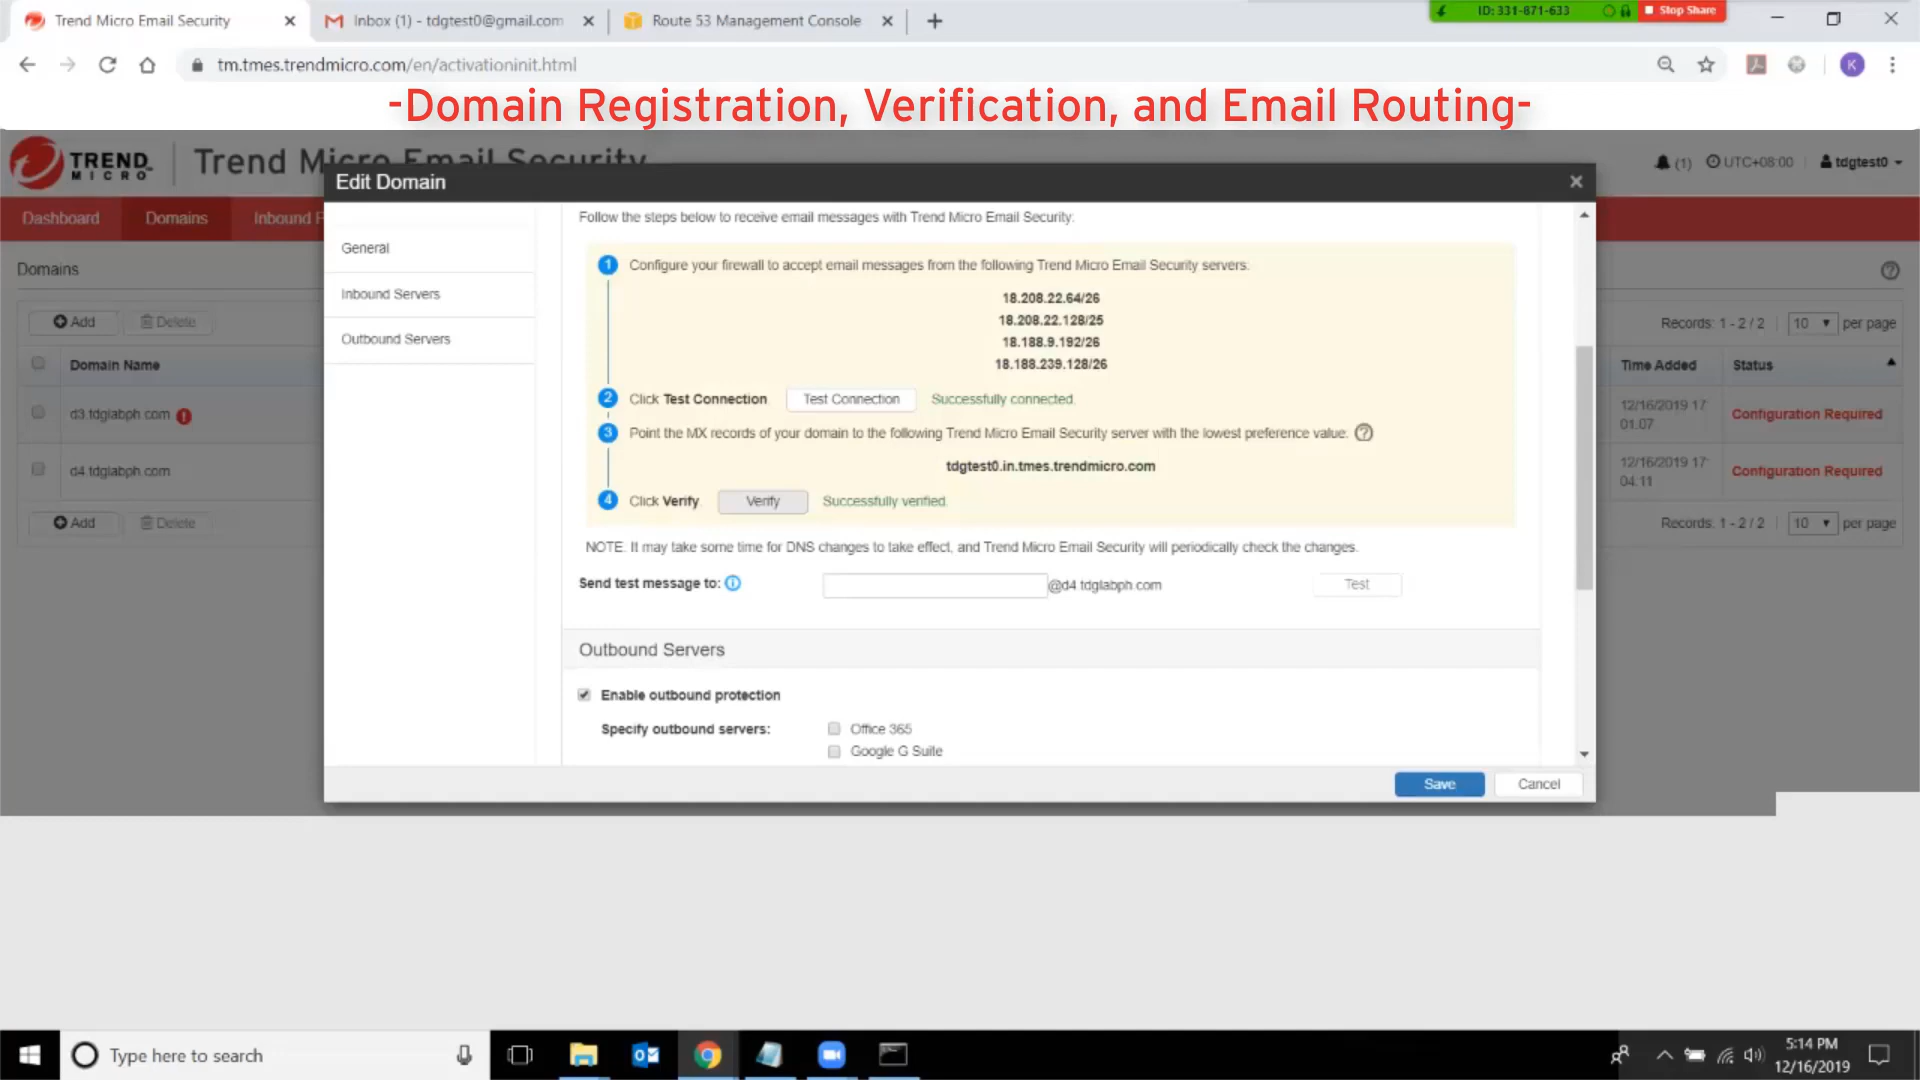 Trend Micro Email Security
Inbox (1) - tdgtest0@gmail.com
Route 53 Management Console
ID: 331-871-633
Stop Share
tm.tmes.trendmicro.com/en/activationinit.html
K
-Domain Registration, Verification, and Email Routing-
TREND MICRO
Trend Micro Email Security
(1)
UTC+08:00
tdgtest0
Dashboard
Domains
Inbound
Edit Domain
Domains
General
Inbound Servers
Outbound Servers
Add
Delete
Records: 1 - 2 / 2
10
per page
Domain Name
Time Added
Status
d3.tdglabph.com
12/16/2019 17:
01:07
Configuration Required
d4.tdglabph.com
12/16/2019 17:
04:11
Configuration Required
Add
Delete
Records: 1 - 2 / 2
10
per page
Follow the steps below to receive email messages with Trend Micro Email Security:
1 Configure your firewall to accept email messages from the following Trend Micro Email Security servers:
18.208.22.64/26
18.208.22.128/25
18.188.9.192/26
18.188.239.128/26
2 Click Test Connection
Test Connection
Successfully connected.
3 Point the MX records of your domain to the following Trend Micro Email Security server with the lowest preference value:
tdgtest0.in.tmes.trendmicro.com
4 Click Verify
Verify
Successfully verified.
NOTE: It may take some time for DNS changes to take effect, and Trend Micro Email Security will periodically check the changes.
Send test message to:
@d4.tdglabph.com
Test
Outbound Servers
Enable outbound protection
Specify outbound servers:
Office 365
Google G Suite
Save
Cancel
Type here to search
5:14 PM
12/16/2019